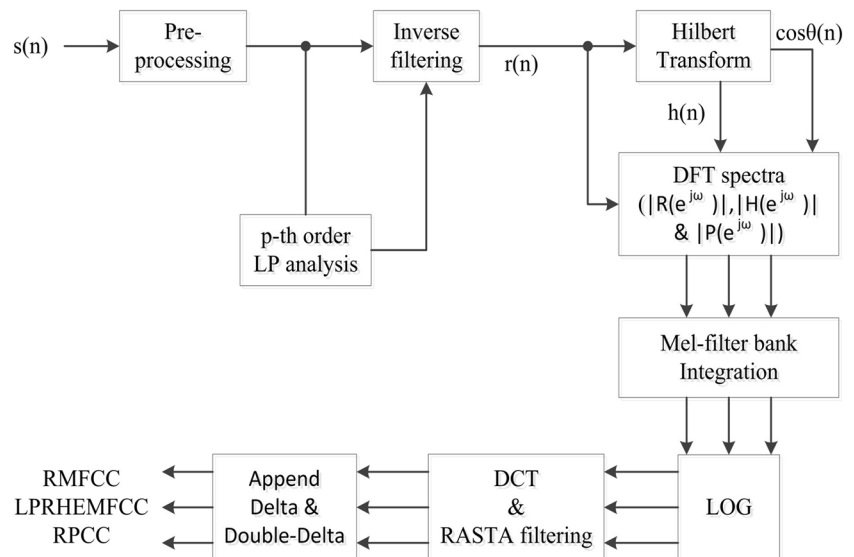 s(n)
Pre-
processing
Inverse
filtering
r(n)
Hilbert
Transform
cosθ(n)
h(n)
p-th order
LP analysis
DFT spectra
(|R(e^jω )|,|H(e^jω )|
& |P(e^jω )|)
Mel-filter bank
Integration
LOG
DCT
&
RASTA filtering
Append
Delta &
Double-Delta
RMFCC
LPRHEMFCC
RPCC